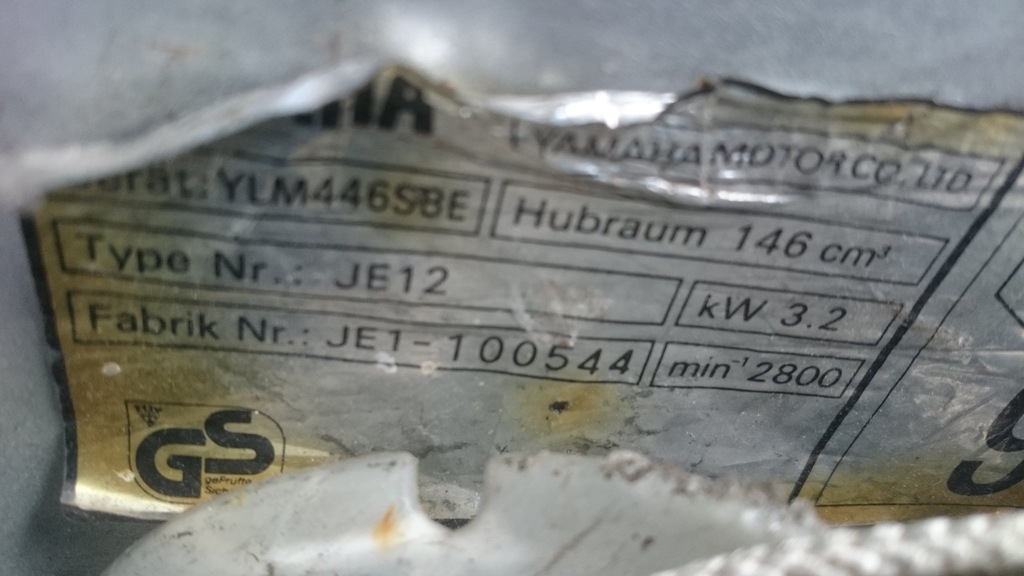 YAMAHA MOTOR CO. LTD
YLM446SBE
Hubraum 146 cm³
Type Nr.: JE12
kW 3.2
Fabrik Nr.: JE1-100544
min⁻¹ 2800
GS
geprüfte